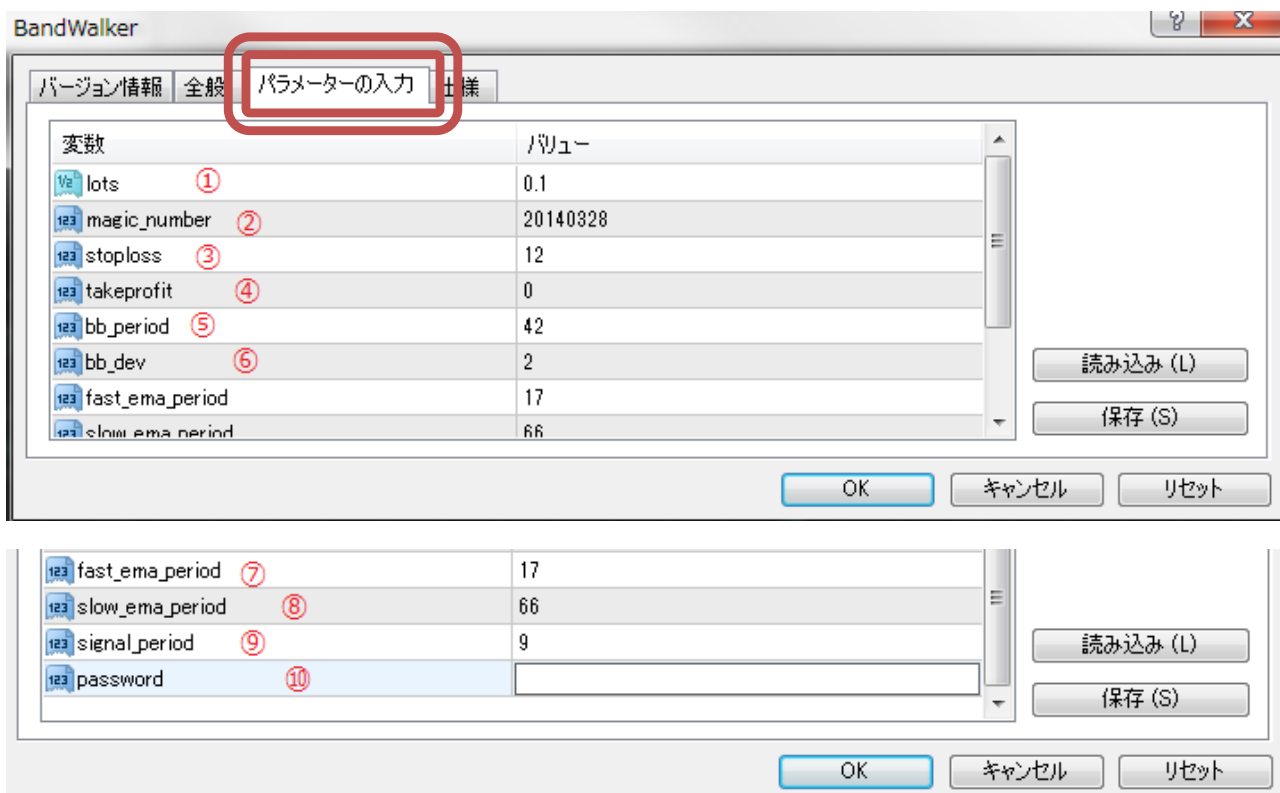 BandWalker
バージョン情報 全般 パラメーターの入力 仕様
変数 バリュー
lots ① 0.1
magic_number ② 20140328
stoploss ③ 12
takeprofit ④ 0
bb_period ⑤ 42
bb_dev ⑥ 2
読み込み (L)
fast_ema_period 17
slow_ema_period 66
保存 (S)
OK キャンセル リセット
fast_ema_period ⑦ 17
slow_ema_period ⑧ 66
signal_period ⑨ 9
読み込み (L)
password ⑩
保存 (S)
OK キャンセル リセット